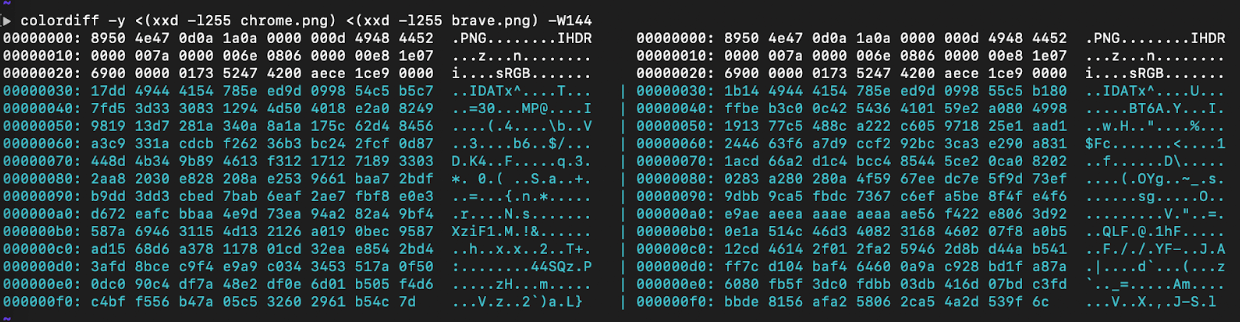 ~
▶ colordiff -y <(xxd -l255 chrome.png) <(xxd -l255 brave.png) -W144
00000000: 8950 4e47 0d0a 1a0a 0000 000d 4948 4452  .PNG........IHDR    00000000: 8950 4e47 0d0a 1a0a 0000 000d 4948 4452  .PNG........IHDR
00000010: 0000 007a 0000 006e 0806 0000 00e8 1e07  ...z...n........    00000010: 0000 007a 0000 006e 0806 0000 00e8 1e07  ...z...n........
00000020: 6900 0000 0173 5247 4200 aece 1ce9 0000  i....sRGB.......    00000020: 6900 0000 0173 5247 4200 aece 1ce9 0000  i....sRGB.......
00000030: 17dd 4944 4154 785e ed9d 0998 54c5 b5c7  ..IDATx^....T...  | 00000030: 1b14 4944 4154 785e ed9d 0998 55c5 b180  ..IDATx^....U...
00000040: 7fd5 3d33 3083 1294 4d50 4018 e2a0 8249  ..=30...MP@....I  | 00000040: ffbe b3c0 0c42 5436 4101 59e2 a080 4998  .....BT6A.Y...I.
00000050: 9819 13d7 281a 340a 8a1a 175c 62d4 8456  ....(.4....\b..V  | 00000050: 1913 77c5 488c a222 c605 9718 25e1 aad1  ..w.H.."....%...
00000060: a3c9 331a cdcb f262 36b3 bc24 2fcf 0d87  ..3....b6..$/...  | 00000060: 2446 63f6 a7d9 ccf2 92bc 3ca3 e290 a831  $Fc.......<....1
00000070: 448d 4b34 9b89 4613 f312 1712 7189 3303  D.K4..F.....q.3.  | 00000070: 1acd 66a2 d1c4 bcc4 8544 5ce2 0ca0 8202  ..f......D\.....
00000080: 2aa8 2030 e828 208a e253 9661 baa7 2bdf  *. 0.( ..S.a..+.  | 00000080: 0283 a280 280a 4f59 67ee dc7e 5f9d 73ef  ....(.OYg..~_.s.
00000090: b9dd 3dd3 cbed 7bab 6eaf 2ae7 fbf8 e0e3  ..=...{.n.*.....  | 00000090: 9dbb 9ca5 fbdc 7367 c6ef a5be 8f4f e4f6  ......sg.....O..
000000a0: d672 eafc bbaa 4e9d 73ea 94a2 82a4 9bf4  .r....N.s.......  | 000000a0: e9ae aeea aaae aeaa ae56 f422 e806 3d92  .........V."..=.
000000b0: 587a 6946 3115 4d13 2126 a019 0bec 9587  XziF1.M.!&......  | 000000b0: 0e1a 514c 46d3 4082 3168 4602 07f8 a0b5  ..QLF.@.1hF.....
000000c0: ad15 68d6 a378 1178 01cd 32ea e854 2bd4  ..h..x.x..2..T+.  | 000000c0: 12cd 4614 2f01 2fa2 5946 2d8b d44a b541  ..F././.YF-..J.A
000000d0: 3afd 8bce c9f4 e9a9 c034 3453 517a 0f50  :........44SQz.P  | 000000d0: ff7c d104 baf4 6460 0a9a c928 bd1f a87a  .|....d`...(...z
000000e0: 0dc0 90c4 df7a 48e2 df0e 6d01 b505 f4d6  .....zH...m.....  | 000000e0: 6080 fb5f 3dc0 fdbb 03db 416d 07bd c3fd  `.._=.....Am....
000000f0: c4bf f556 b47a 05c5 3260 2961 b54c 7d  ...V.z..2`)a.L}  | 000000f0: bbde 8156 afa2 5806 2ca5 4a2d 539f 6c  ...V..X.,.J-S.l
~